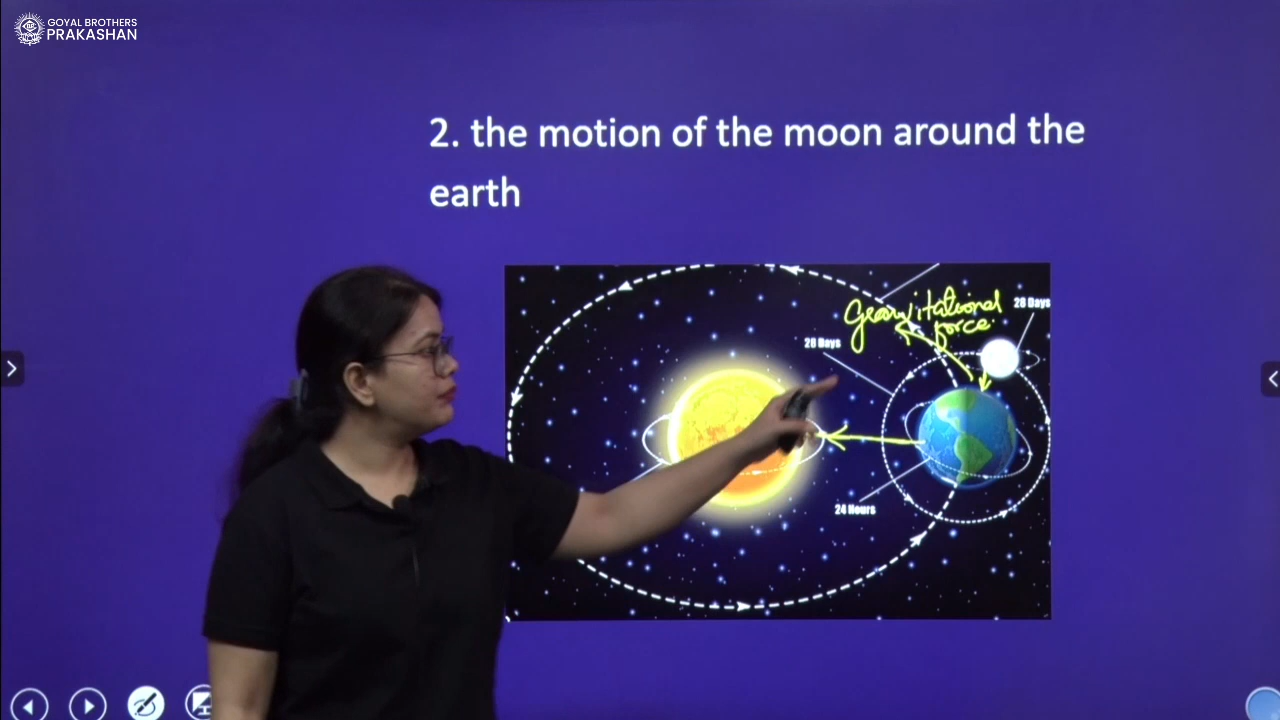 GOYAL BROTHERS
PRAKASHAN
2. the motion of the moon around the
earth
Gearvitational
force.
28 Days
28 Days
24 Hours